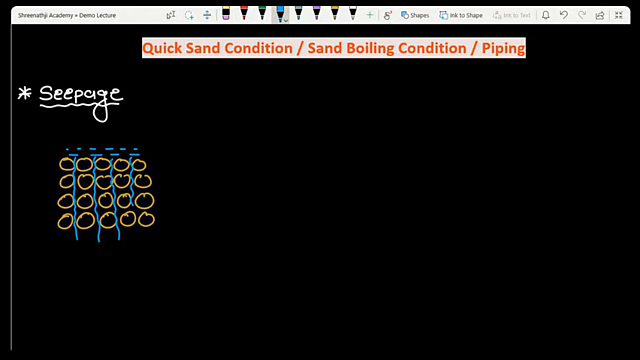 Shreenathji Academy » Demo Lecture
Shapes
Ink to Shape
Ink to Text
Quick Sand Condition / Sand Boiling Condition / Piping
* Seepage